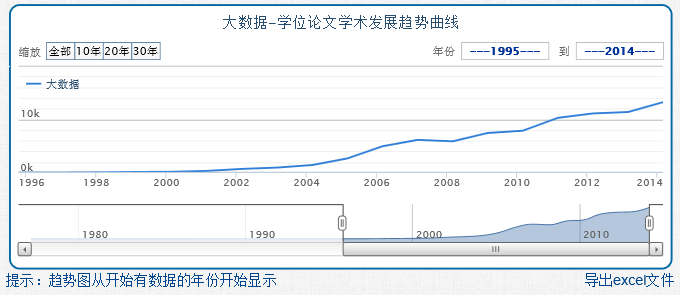 大数据-学位论文学术发展趋势曲线
缩放 全部 10年 20年 30年 年份 ---1995--- 到 ---2014---
大数据
10k
0k
1996 1998 2000 2002 2004 2006 2008 2010 2012 2014
1980 1990 2000 2010
提示：趋势图从开始有数据的年份开始显示 导出excel文件